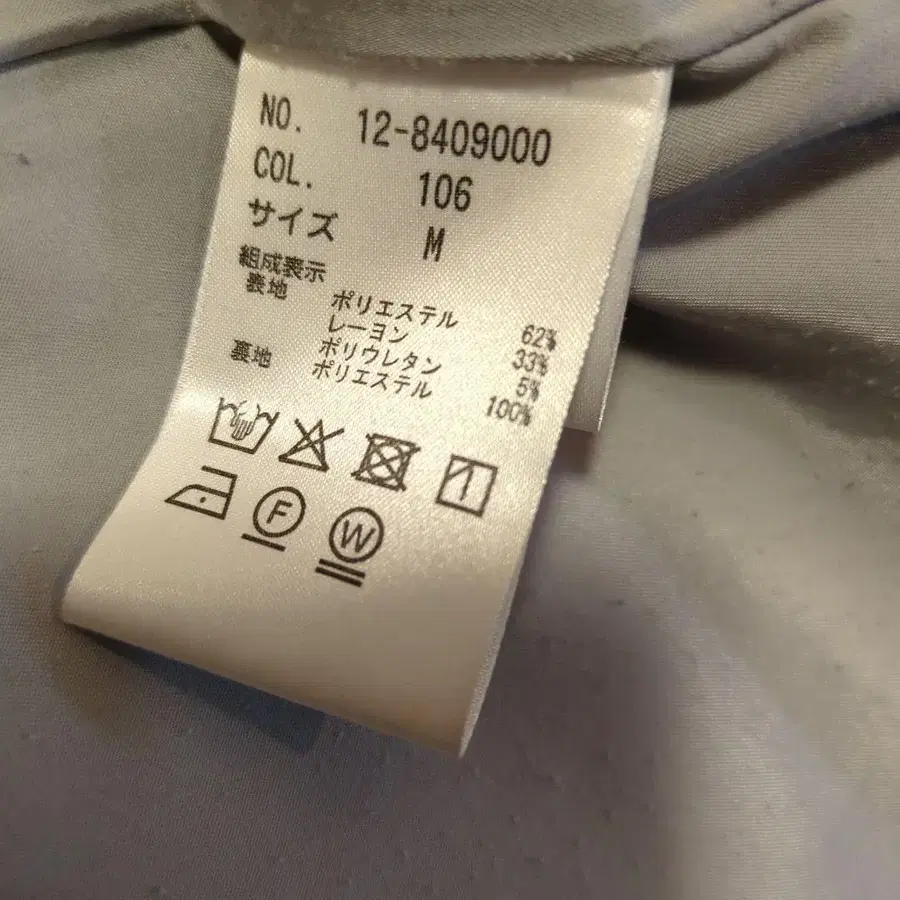 NO. 12-8409000
COL. 106
サイズ M
組成表示
表地 ポリエステル 62%
レーヨン 33%
ポリウレタン 5%
裏地 ポリエステル 100%
F
W